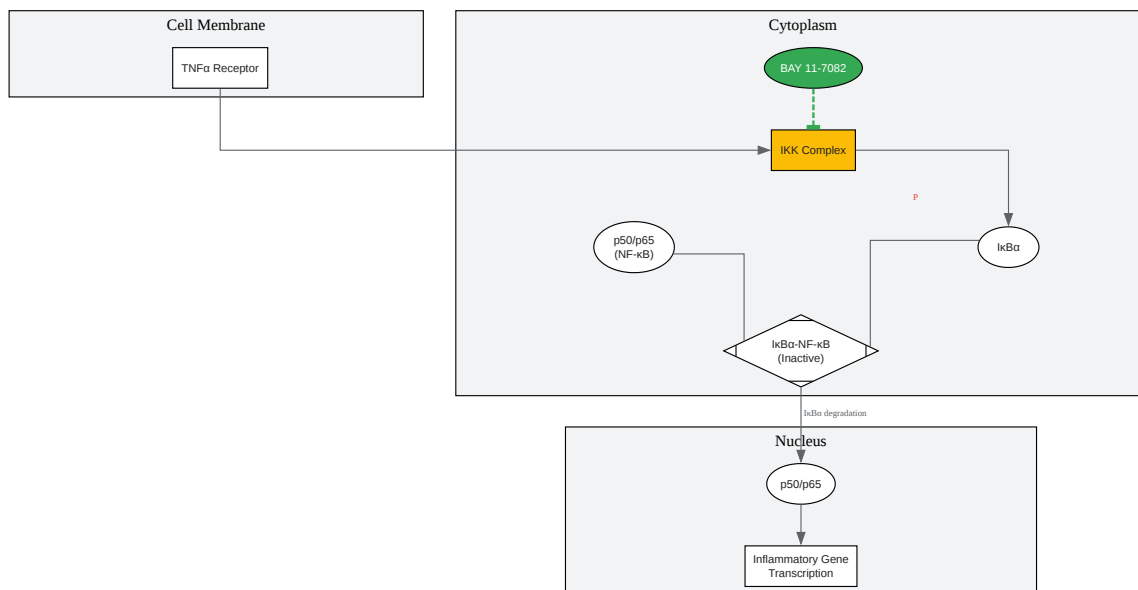 Cell Membrane
TNFα Receptor
Cytoplasm
BAY 11-7082
IKK Complex
P
p50/p65
(NF-κB)
IκBα
IκBα-NF-κB
(Inactive)
IκBα degradation
Nucleus
p50/p65
Inflammatory Gene
Transcription